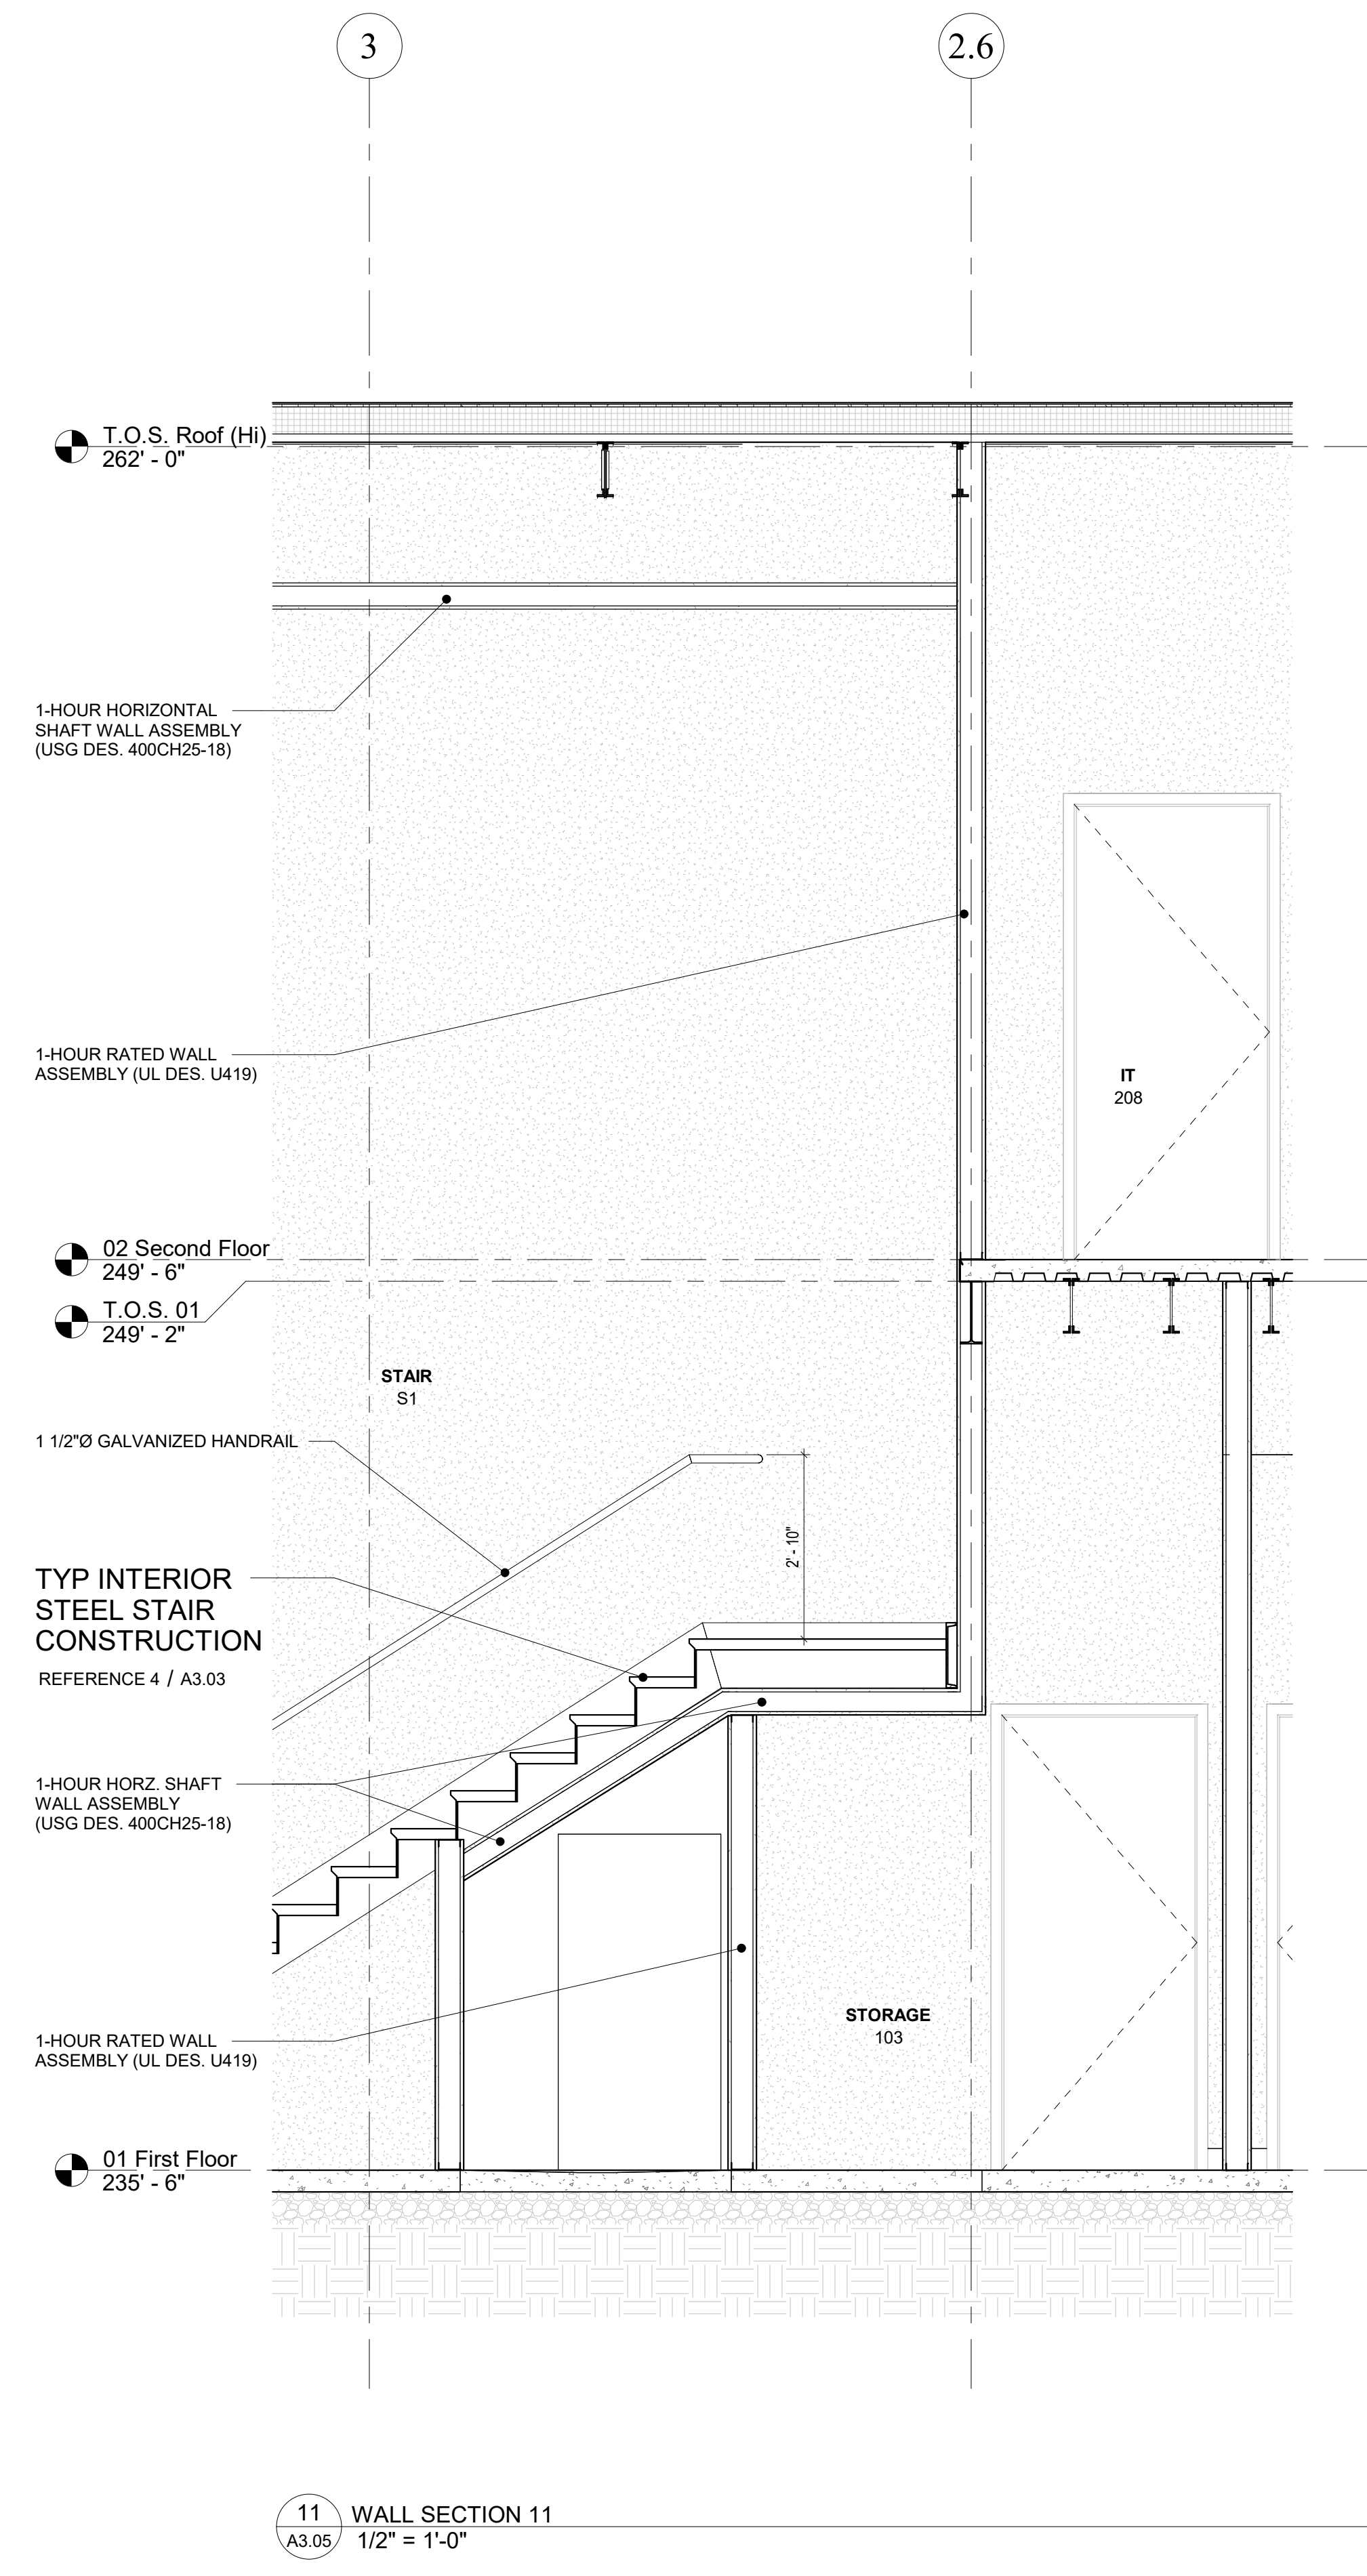 3
2.6
T.O.S. Roof (Hi)
262' - 0"
1-HOUR HORIZONTAL
SHAFT WALL ASSEMBLY
(USG DES. 400CH25-18)
1-HOUR RATED WALL
ASSEMBLY (UL DES. U419)
IT
208
02 Second Floor
249' - 6"
T.O.S. 01
249' - 2"
STAIR
S1
1 1/2"Ø GALVANIZED HANDRAIL
2' - 10"
TYP INTERIOR
STEEL STAIR
CONSTRUCTION
REFERENCE 4 / A3.03
1-HOUR HORZ. SHAFT
WALL ASSEMBLY
(USG DES. 400CH25-18)
STORAGE
103
1-HOUR RATED WALL
ASSEMBLY (UL DES. U419)
01 First Floor
235' - 6"
11
A3.05
WALL SECTION 11
1/2" = 1'-0"